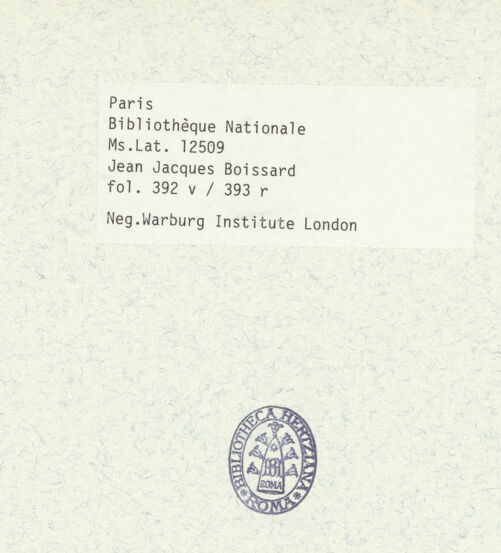 Paris
Bibliothèque Nationale
Ms.Lat. 12509
Jean Jacques Boissard
fol. 392 v / 393 r
Neg.Warburg Institute London
BIBLIOTHECA HERTZIANA
ROMA
ROMA